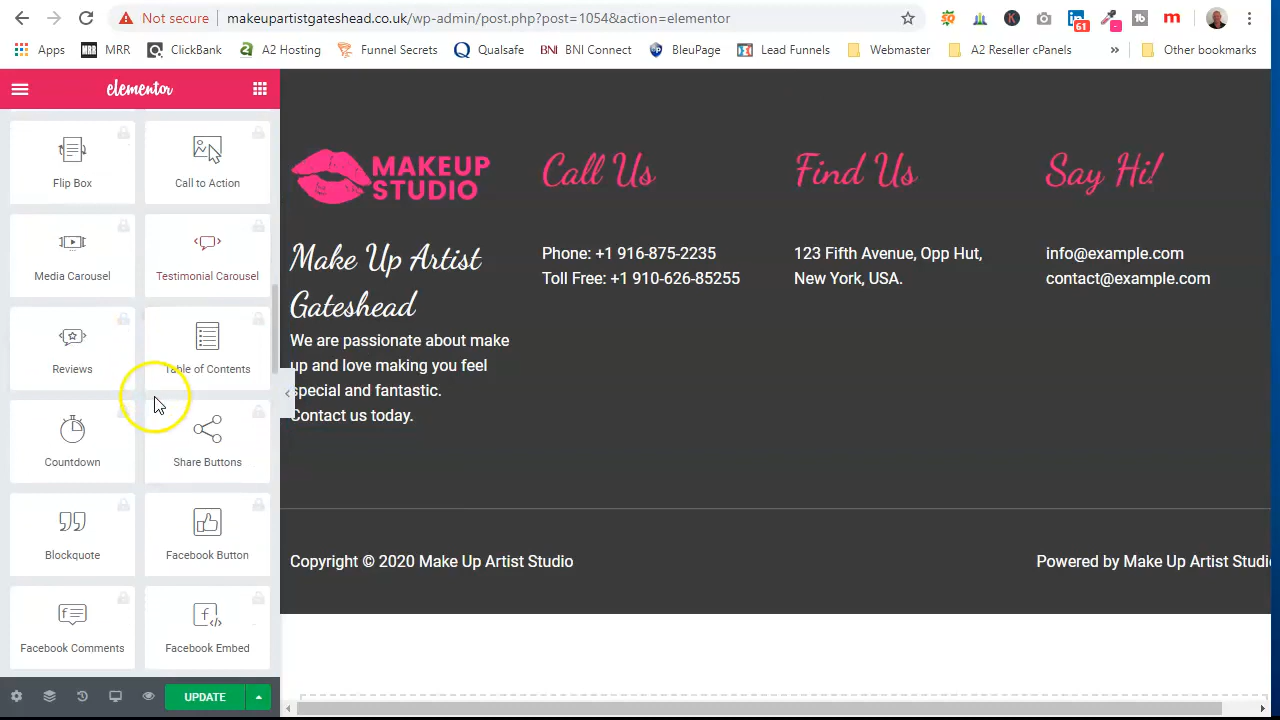 Not secure
makeupartistgateshead.co.uk/wp-admin/post.php?post=1054&action=elementor
61
Apps
MRR
ClickBank
A2 Hosting
Funnel Secrets
Qualsafe
BNI Connect
BleuPage
Lead Funnels
Webmaster
A2 Reseller cPanels
»
Other bookmarks
elementor
Flip Box
Call to Action
Media Carousel
Testimonial Carousel
Reviews
Table of Contents
Countdown
Share Buttons
Blockquote
Facebook Button
Facebook Comments
Facebook Embed
UPDATE
MAKEUP
STUDIO
Make Up Artist
Gateshead
We are passionate about make
up and love making you feel
special and fantastic.
Contact us today.
Call Us
Phone: +1 916-875-2235
Toll Free: +1 910-626-85255
Find Us
123 Fifth Avenue, Opp Hut,
New York, USA.
Say Hi!
info@example.com
contact@example.com
Copyright © 2020 Make Up Artist Studio
Powered by Make Up Artist Studi